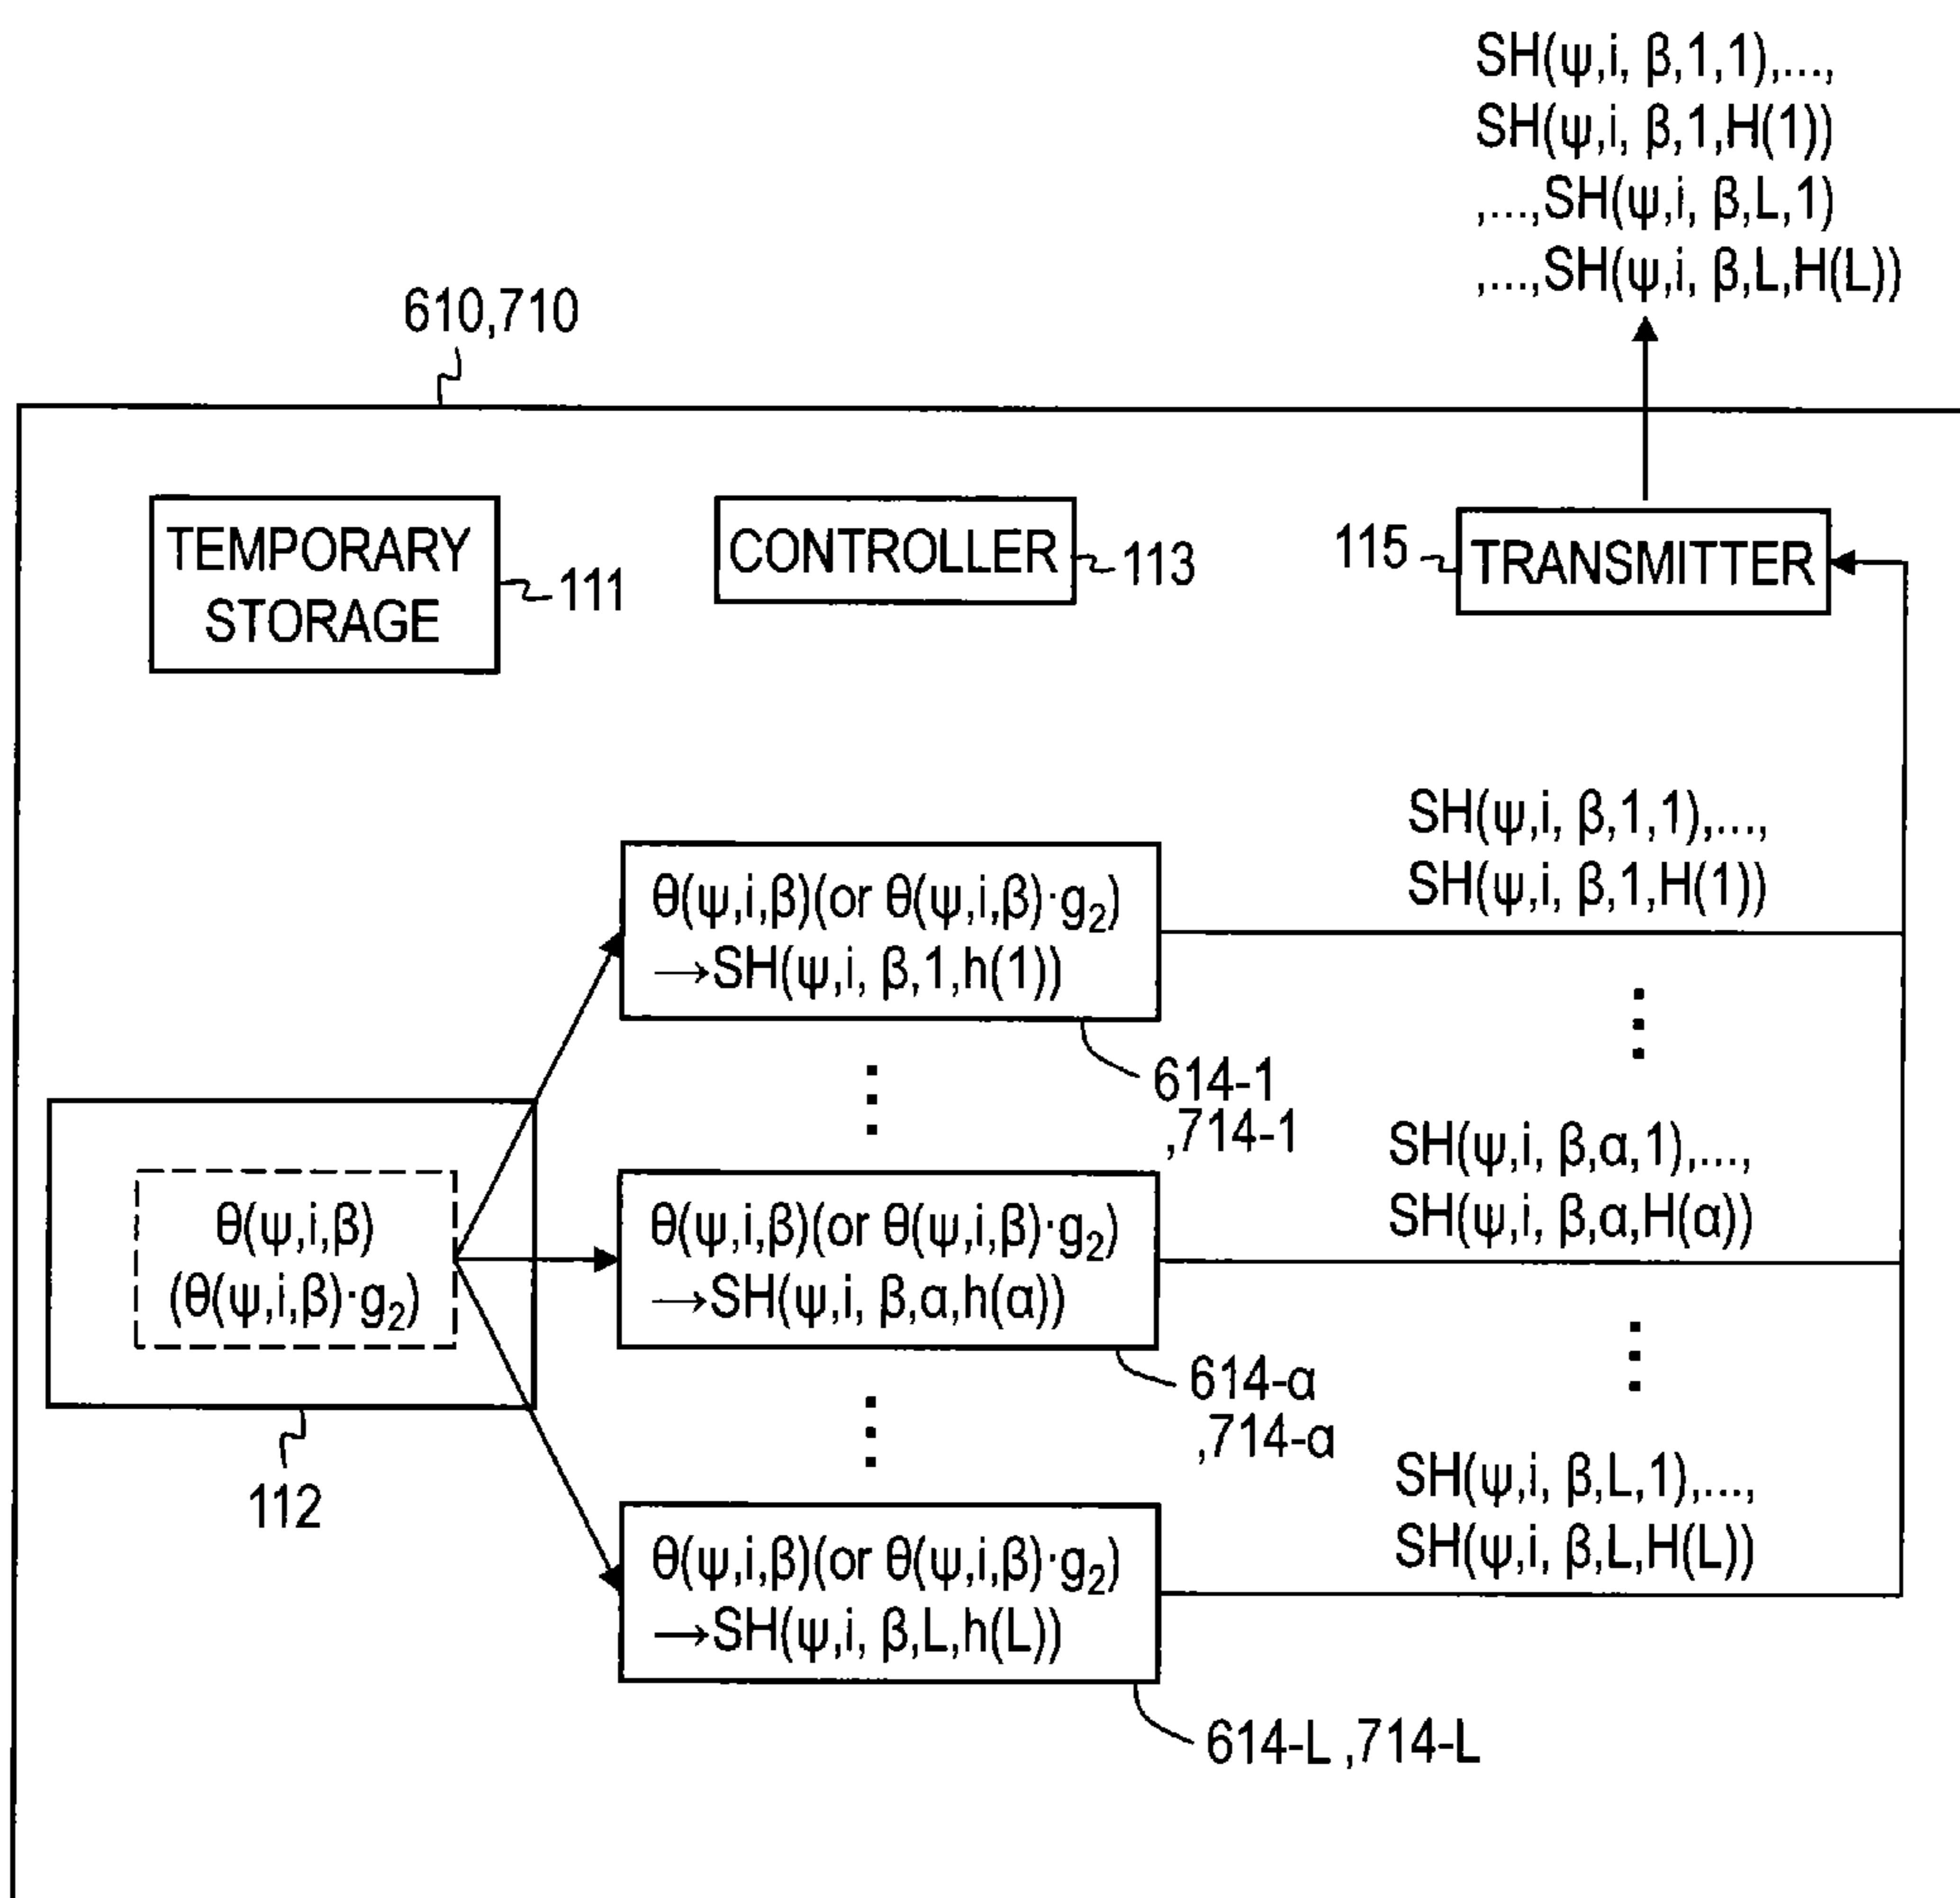 SH(ψ,i, β,1,1),...,
SH(ψ,i, β,1,H(1))
,...,SH(ψ,i, β,L,1)
,...,SH(ψ,i, β,L,H(L))
610,710
TEMPORARY
STORAGE
111
CONTROLLER
113
115
TRANSMITTER
SH(ψ,i, β,1,1),...,
SH(ψ,i, β,1,H(1))
θ(ψ,i,β)(or θ(ψ,i,β)·g₂)
→SH(ψ,i, β,1,h(1))
614-1
,714-1
SH(ψ,i, β,α,1),...,
SH(ψ,i, β,α,H(α))
θ(ψ,i,β)
(θ(ψ,i,β)·g₂)
112
θ(ψ,i,β)(or θ(ψ,i,β)·g₂)
→SH(ψ,i, β,α,h(α))
614-α
,714-α
SH(ψ,i, β,L,1),...,
SH(ψ,i, β,L,H(L))
θ(ψ,i,β)(or θ(ψ,i,β)·g₂)
→SH(ψ,i, β,L,h(L))
614-L ,714-L